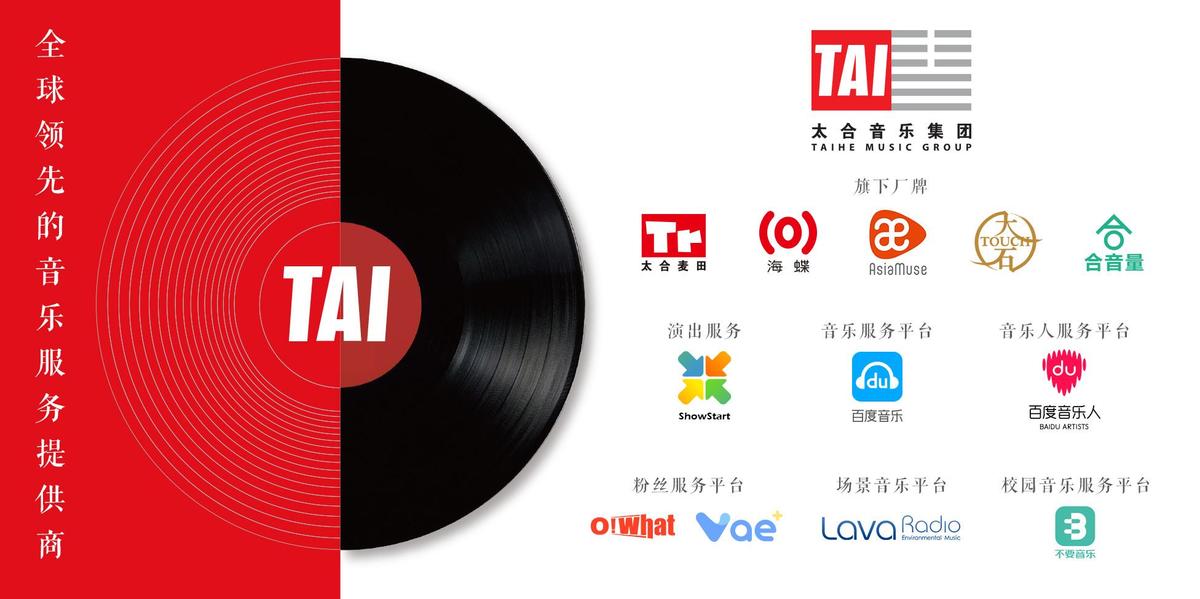 全球领先的音乐服务提供商
TAI
TAI
太合音乐集团
TAIHE MUSIC GROUP
旗下厂牌
Tr
太合麦田
海蝶
æ
AsiaMuse
大石
TOUCH
合音量
演出服务
音乐服务平台
音乐人服务平台
ShowStart
du
百度音乐
du
百度音乐人
BAIDU ARTISTS
粉丝服务平台
场景音乐平台
校园音乐服务平台
O!What
Vae+
Lava Radio
Environmental Music
B
不要音乐